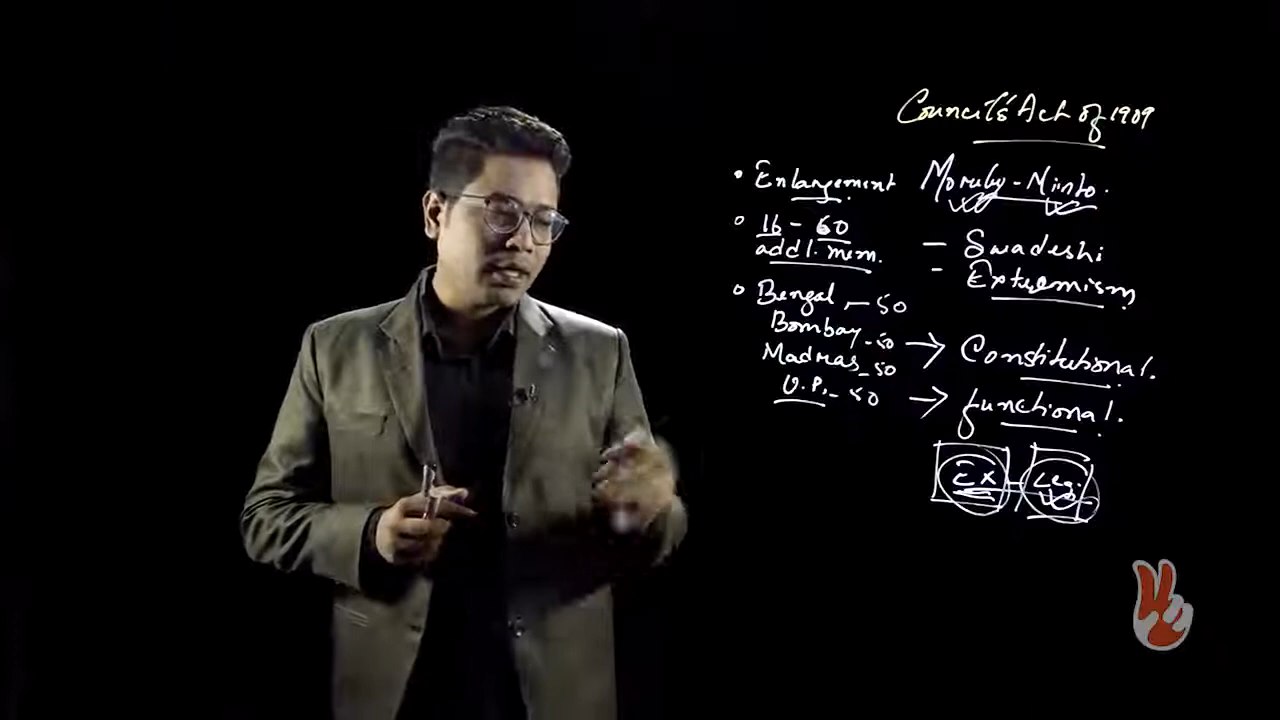 Council's Act of 1909
Morley-Minto.
- Swadeshi
- Extremism
→ Constitutional.
→ functional.
Ex - Legi.
• Enlargement
• 16 - 60
addl. mem.
• Bengal - 50
Bombay - 50
Madras - 50
U.P. - 50